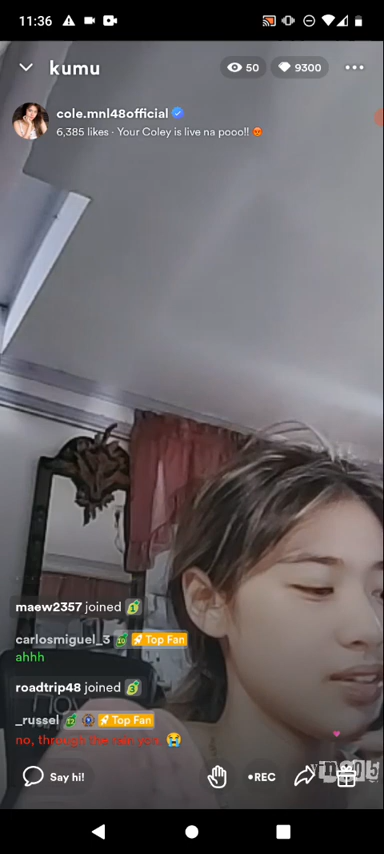 11:36
kumu
50
9300
cole.mnl48official
6,385 likes · Your Coley is live na pooo!! 😡
maew2357 joined
carlosmiguel_3 Top Fan
ahhh
roadtrip48 joined
_russel Top Fan
no, through the rain you, 😭
Say hi!
•REC